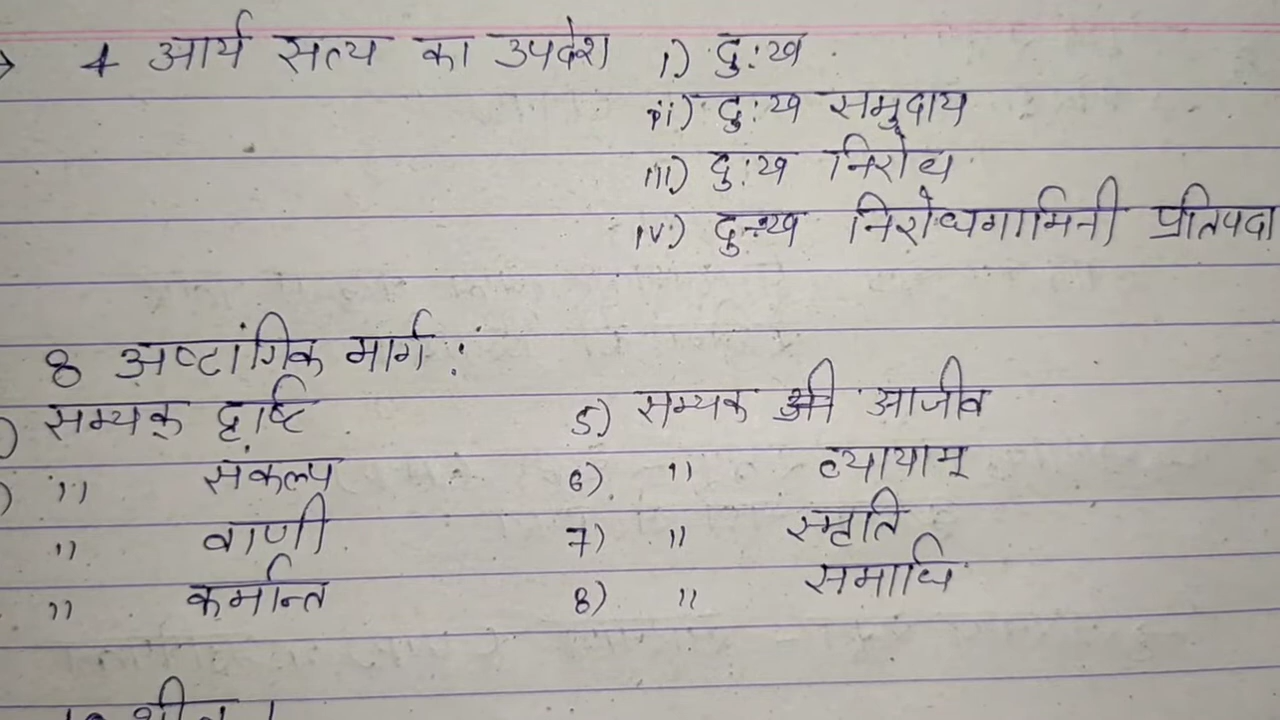 → 4 आर्य सत्य का उपदेश i) दुःख
ii) दुःख समुदाय
iii) दुःख निरोध
iv) दुःख निरोधगामिनी प्रतिपदा
8 अष्टांगिक मार्ग :
) सम्यक् दृष्टि 5) सम्यक आजीव
) " संकल्प 6) " व्यायाम्
" वाणी 7) " स्मृति
" कर्मान्त 8) " समाधि